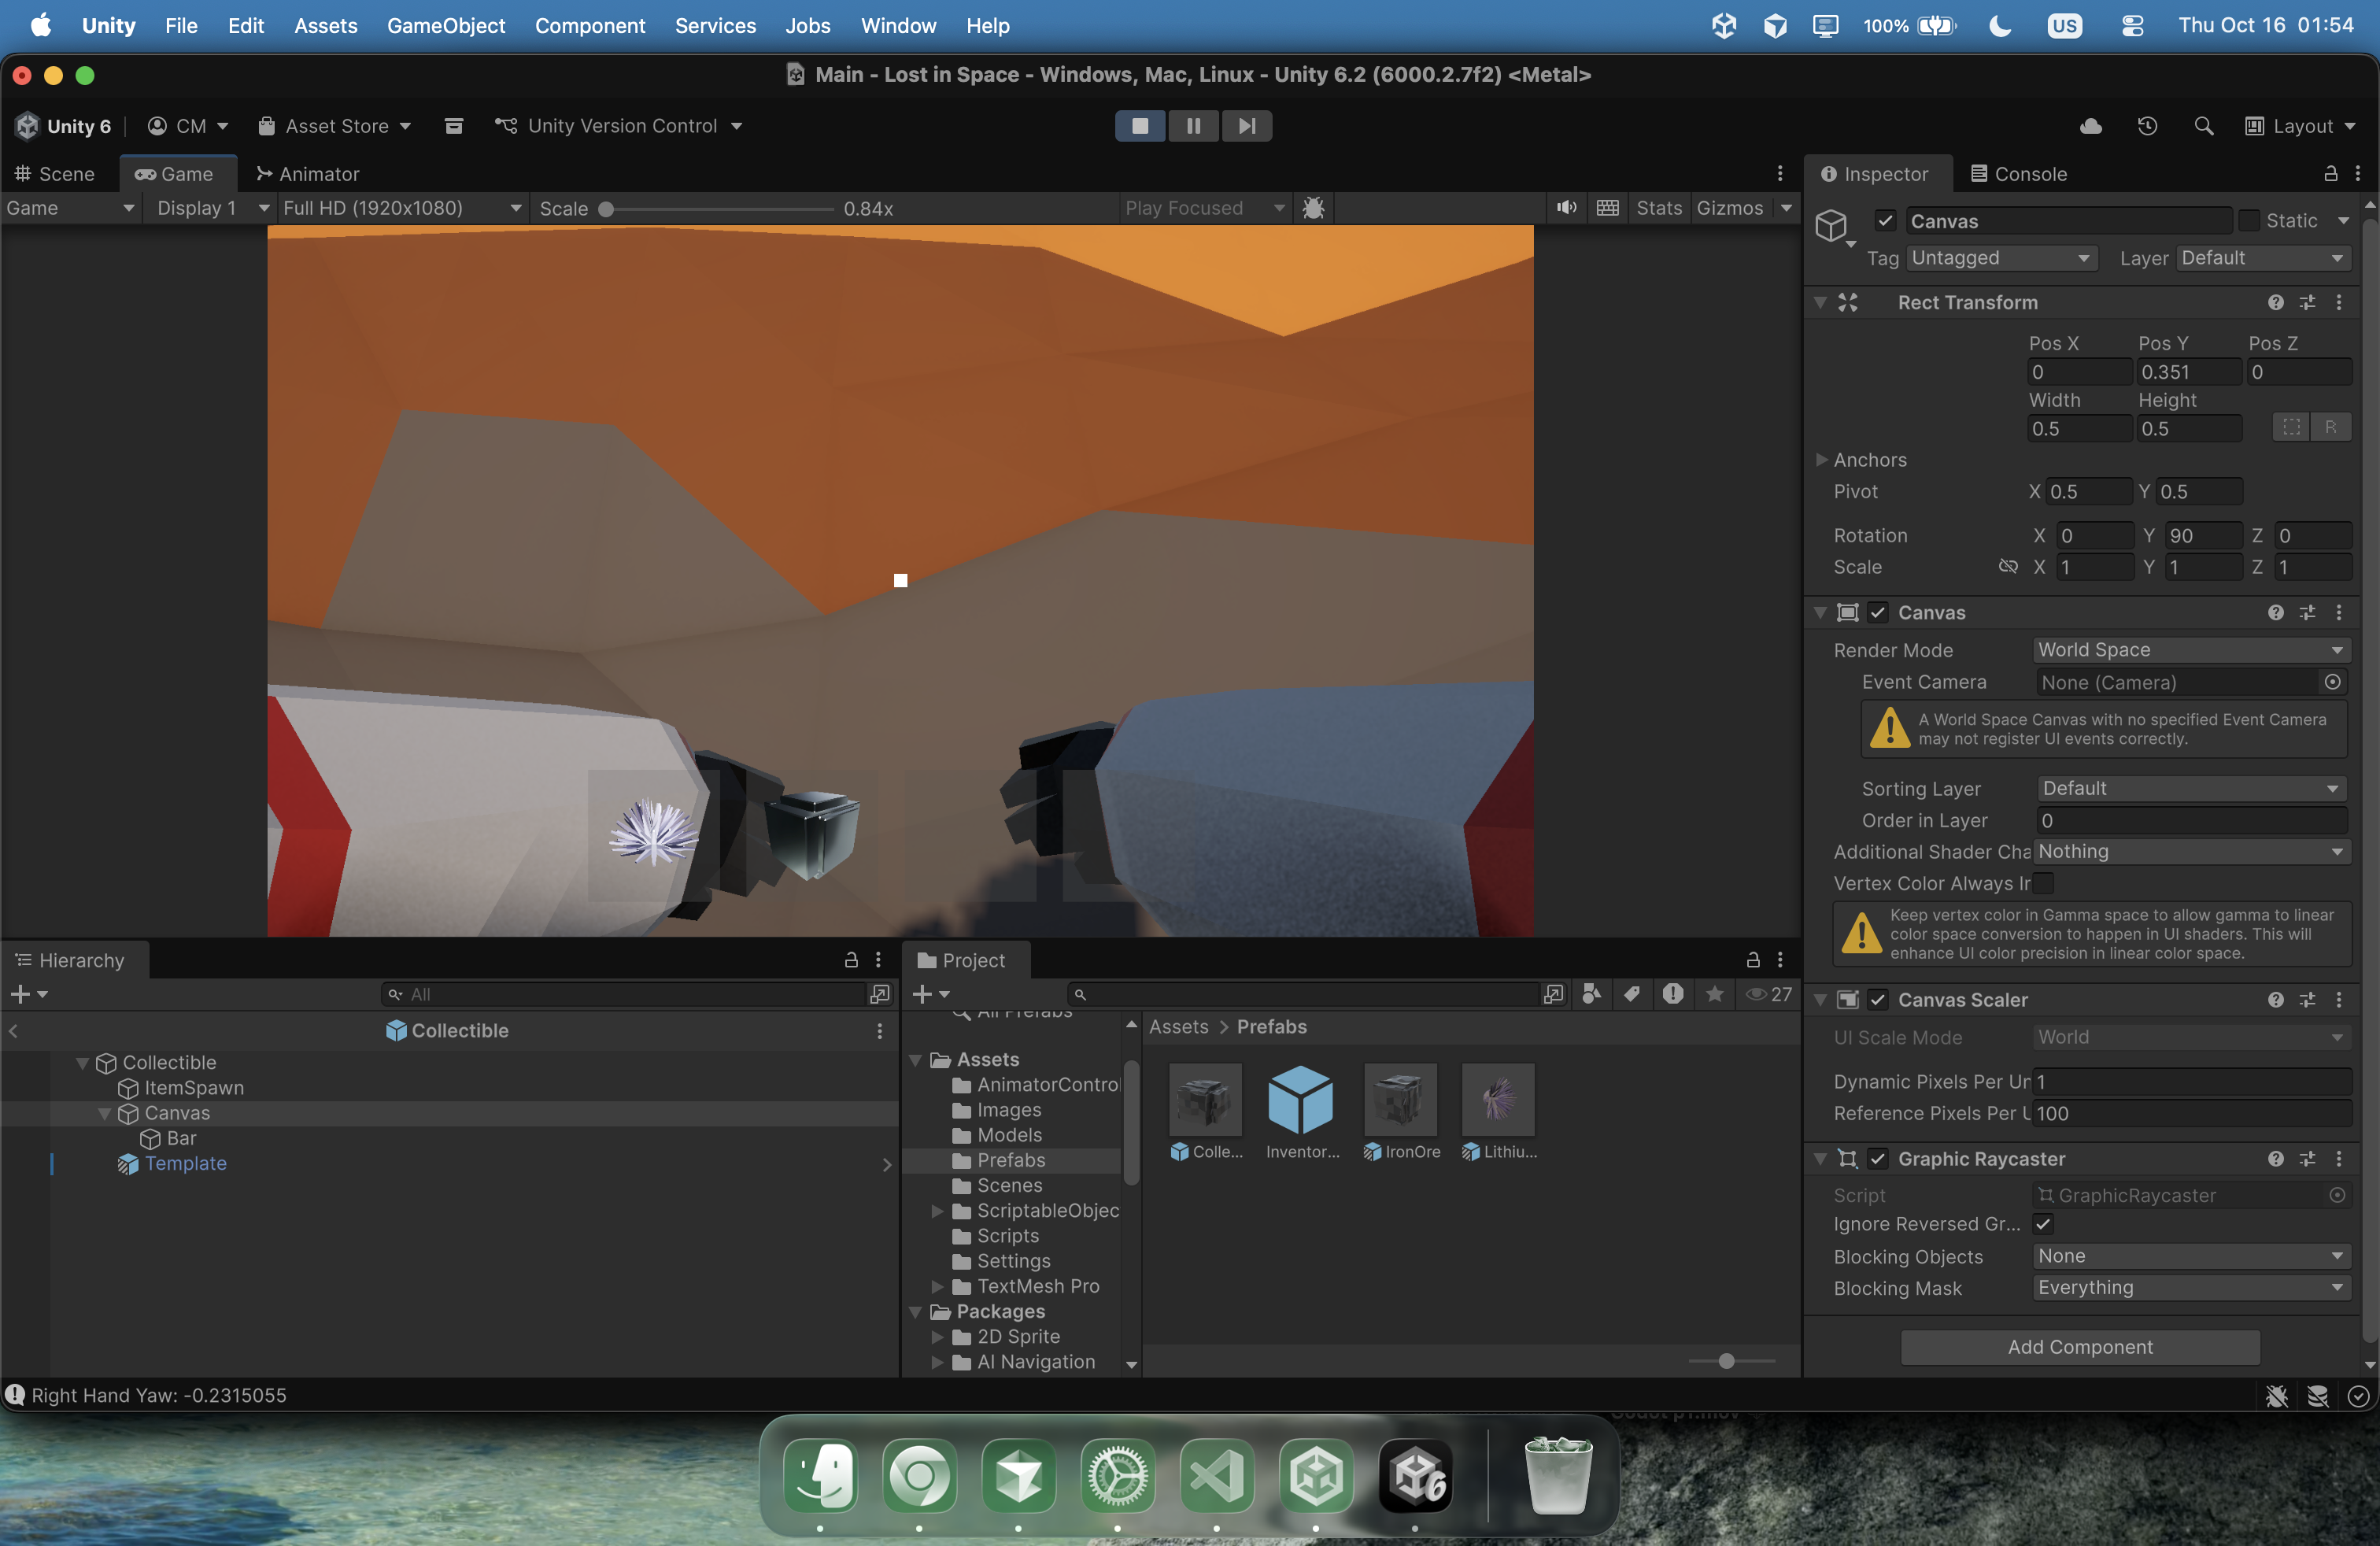 Unity File Edit Assets GameObject Component Services Jobs Window Help
100% US Thu Oct 16 01:54
Main - Lost in Space - Windows, Mac, Linux - Unity 6.2 (6000.2.7f2) <Metal>
Unity 6 CM Asset Store Unity Version Control Layout
Scene Game Animator
Game Display 1 Full HD (1920x1080) Scale 0.84x Play Focused Stats Gizmos
Inspector Console
Canvas Static
Tag Untagged Layer Default
Rect Transform
Pos X Pos Y Pos Z
0 0.351 0
Width Height
0.5 0.5 R
Anchors
Pivot X 0.5 Y 0.5
Rotation X 0 Y 90 Z 0
Scale X 1 Y 1 Z 1
Canvas
Render Mode World Space
Event Camera None (Camera)
A World Space Canvas with no specified Event Camera
may not register UI events correctly.
Sorting Layer Default
Order in Layer 0
Additional Shader Cha Nothing
Vertex Color Always Ir
Keep vertex color in Gamma space to allow gamma to linear
color space conversion to happen in UI shaders. This will
enhance UI color precision in linear color space.
Canvas Scaler
UI Scale Mode World
Dynamic Pixels Per Un 1
Reference Pixels Per U 100
Graphic Raycaster
Script GraphicRaycaster
Ignore Reversed Gr...
Blocking Objects None
Blocking Mask Everything
Add Component
Hierarchy
All
Collectible
Collectible
ItemSpawn
Canvas
Bar
Template
Project
27
All Prefabs
Assets
AnimatorControl
Images
Models
Prefabs
Scenes
ScriptableObjec
Scripts
Settings
TextMesh Pro
Packages
2D Sprite
AI Navigation
Assets > Prefabs
Colle... Inventor... IronOre Lithiu...
Right Hand Yaw: -0.2315055
6